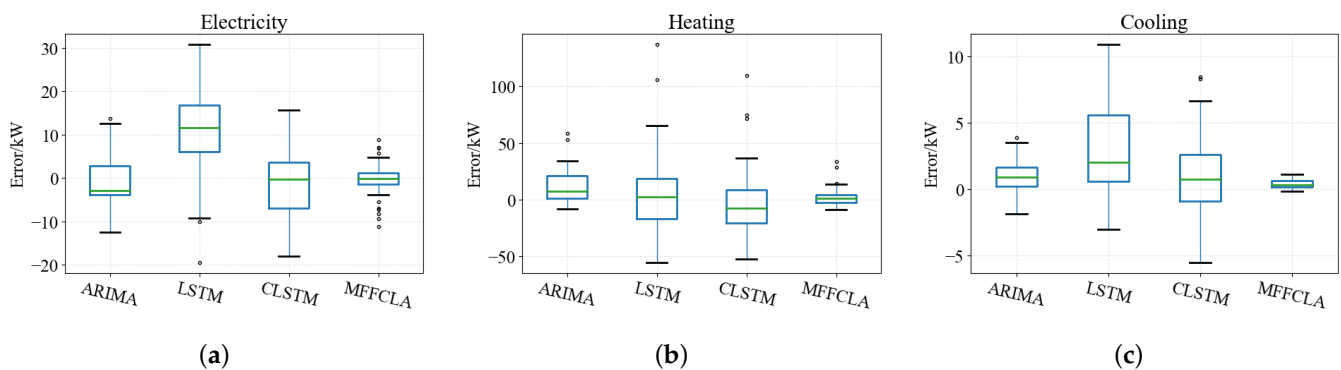 Electricity
Error/kW
30
20
10
0
−10
−20
ARIMA
LSTM
CLSTM
MFFCLA
(a)
Heating
Error/kW
100
50
0
−50
ARIMA
LSTM
CLSTM
MFFCLA
(b)
Cooling
Error/kW
10
5
0
−5
ARIMA
LSTM
CLSTM
MFFCLA
(c)